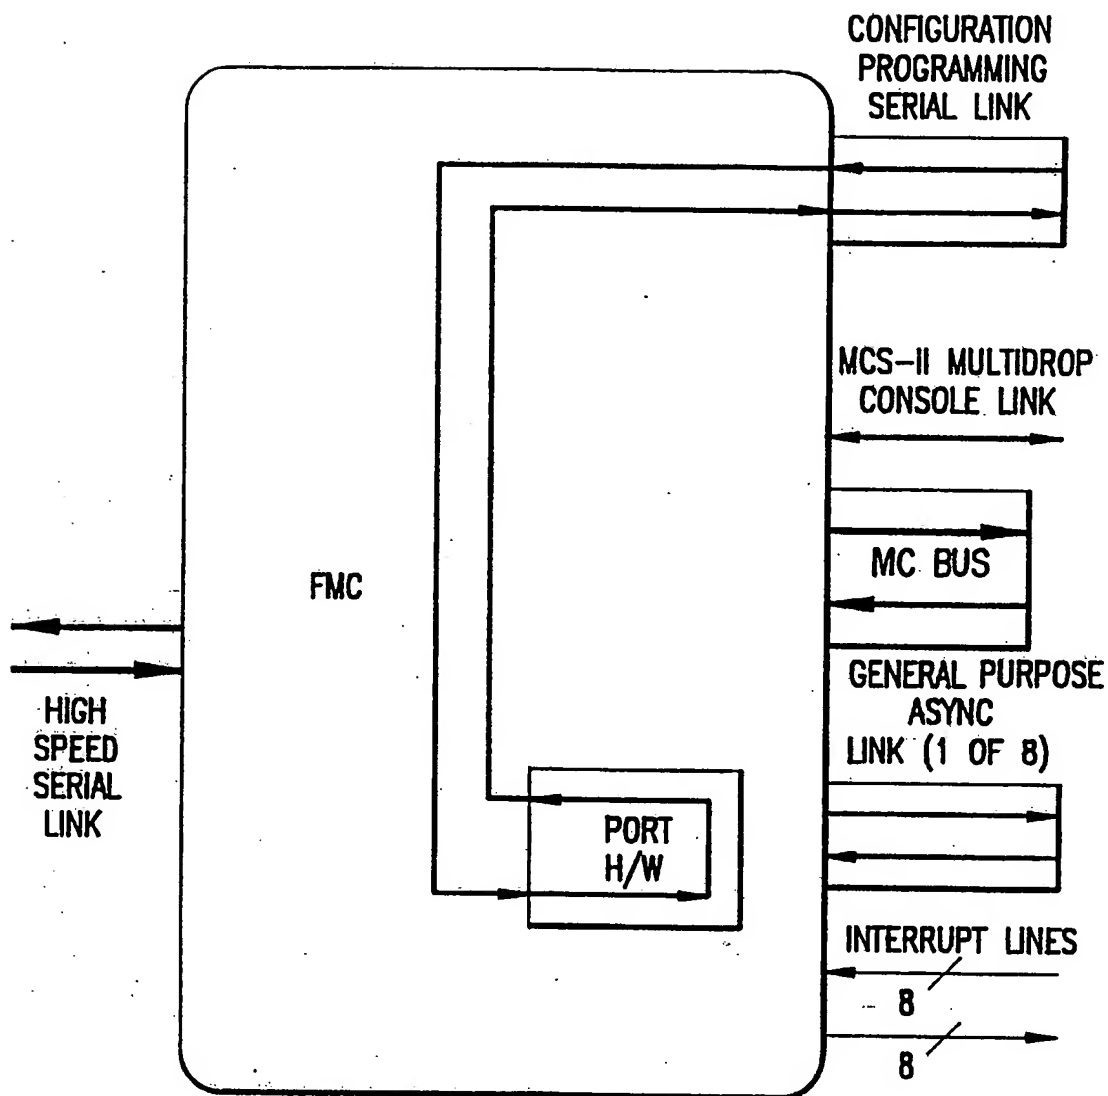 CONFIGURATION
PROGRAMMING
SERIAL LINK
MCS-II MULTIDROP
CONSOLE LINK
MC BUS
FMC
HIGH
SPEED
SERIAL
LINK
GENERAL PURPOSE
ASYNC
LINK (1 OF 8)
PORT
H/W
INTERRUPT LINES
8
8